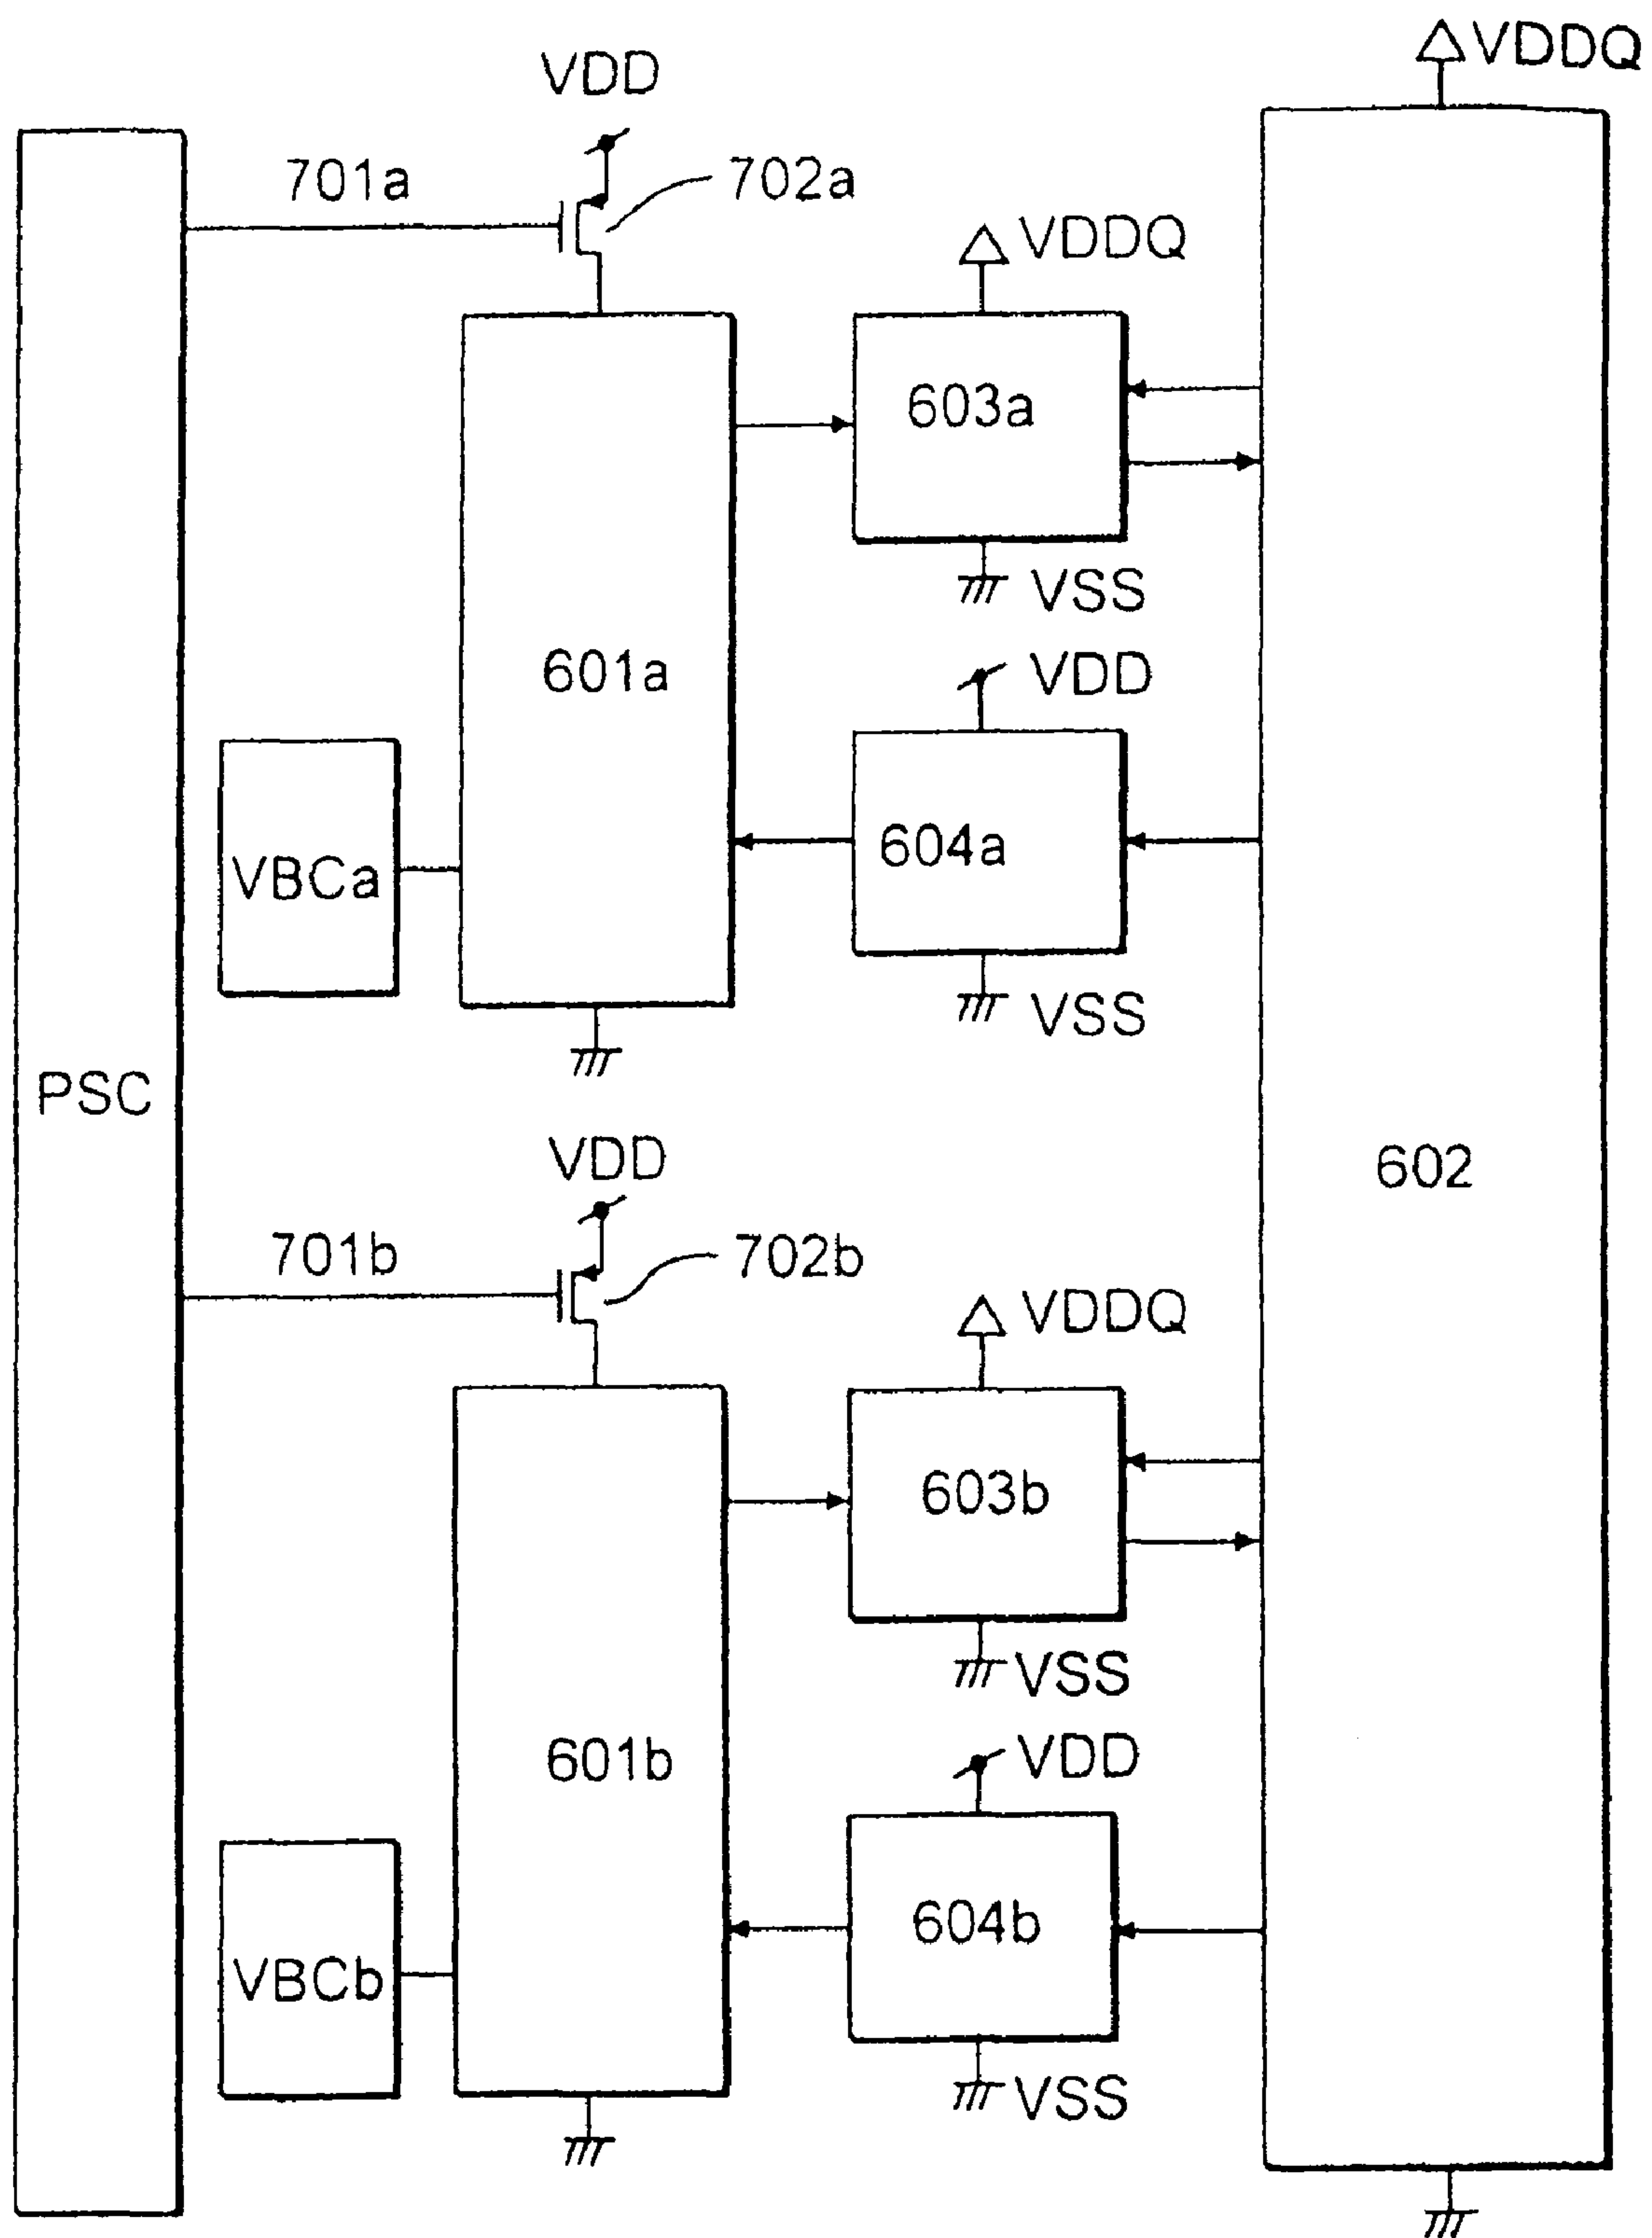 VDDQ
VDD
701a
702a
VDDQ
603a
VSS
601a
VDD
604a
VBCa
VSS
PSC
VDD
602
701b
702b
VDDQ
603b
VSS
601b
VDD
604b
VBCb
VSS